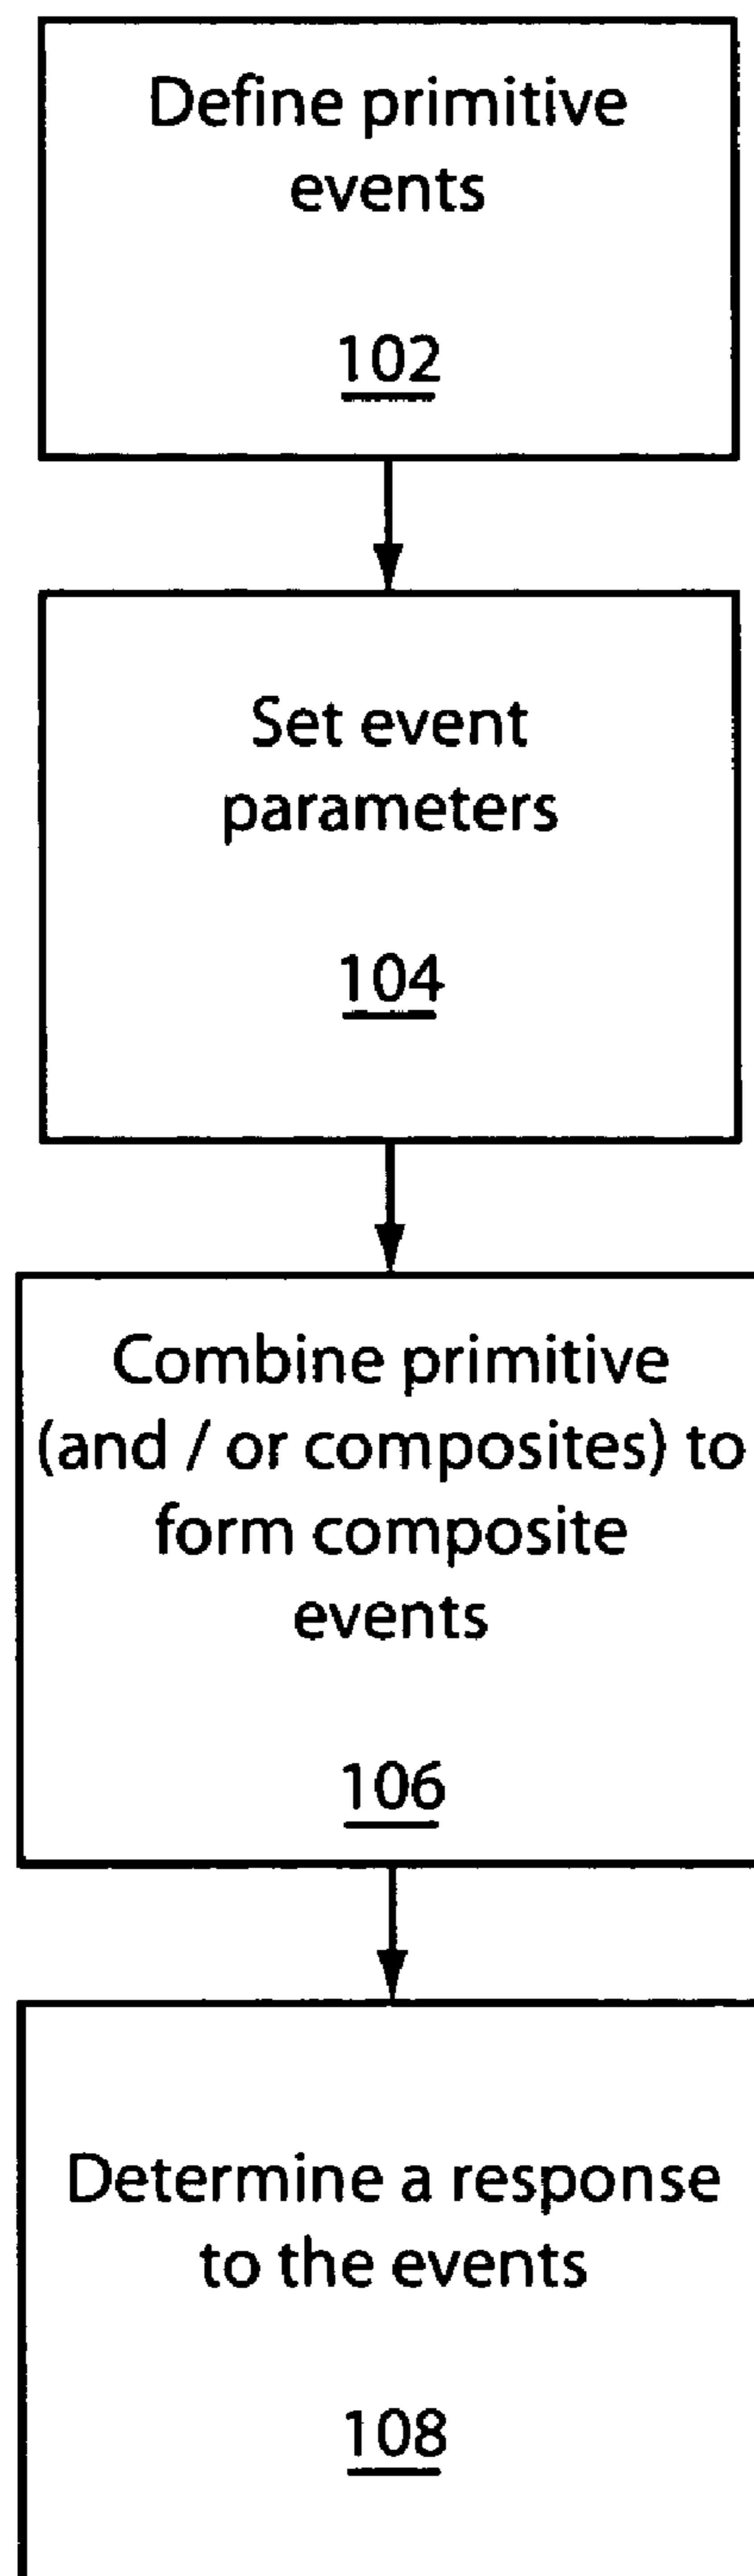 Define primitive
events
102
Set event
parameters
104
Combine primitive
(and / or composites) to
form composite
events
106
Determine a response
to the events
108